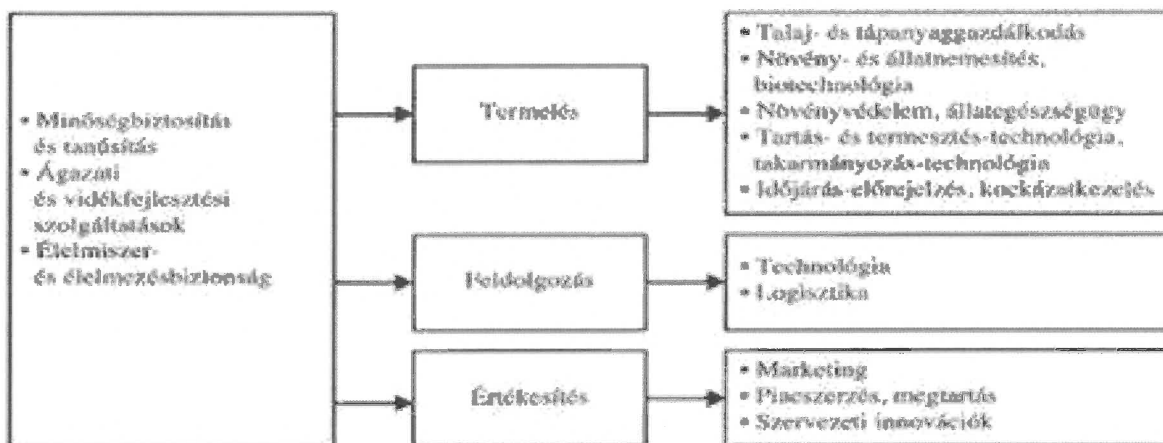 • Minőségbiztosítás
és tanúsítás
• Ágazati
és vidékfejlesztési
szolgáltatások
• Élelmiszer-
és élelmezésbiztonság
Termelés
• Talaj- és tápanyaggazdálkodás
• Növény- és állatnemesítés,
biotechnológia
• Növényvédelem, állategészségügy
• Tartás- és termesztés-technológia,
takarmányozás-technológia
• Időjárás-előrejelzés, kockázatkezelés
Feldolgozás
• Technológia
• Logisztika
Értékesítés
• Marketing
• Piacszerzés, megtartás
• Szervezeti innovációk